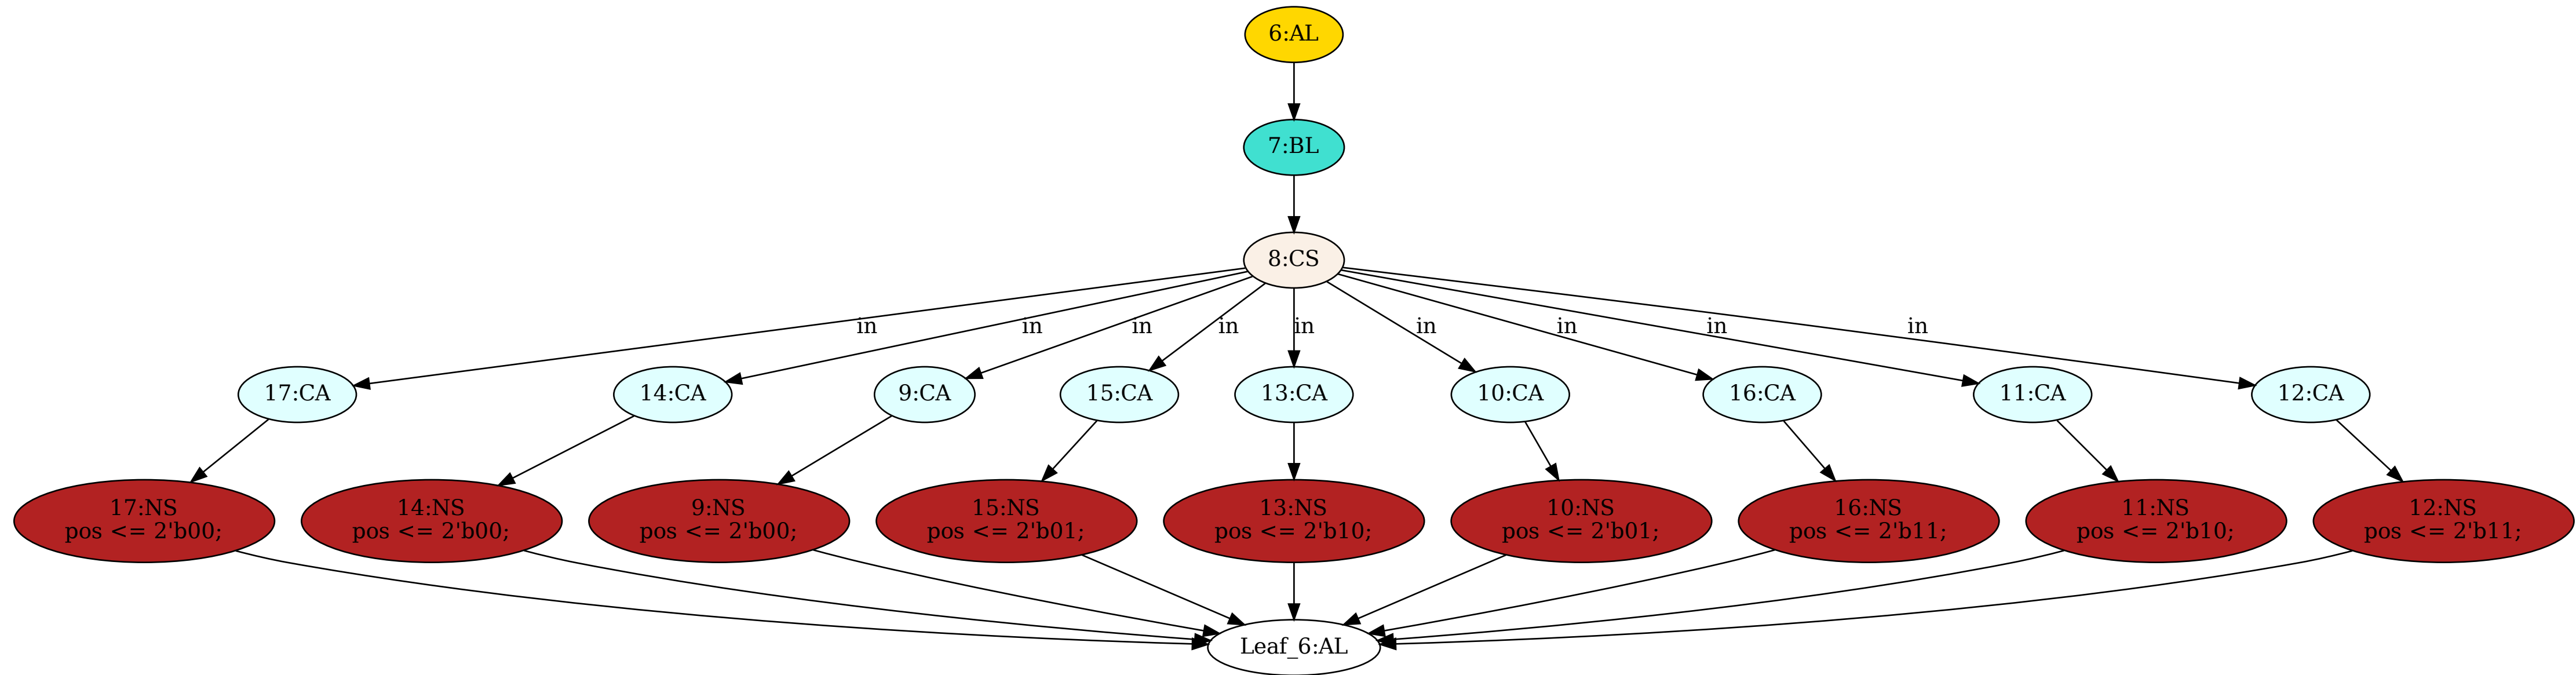 6:AL
7:BL
8:CS
in
in
in
in
in
in
in
in
in
17:CA
14:CA
9:CA
15:CA
13:CA
10:CA
16:CA
11:CA
12:CA
17:NS
pos <= 2'b00;
14:NS
pos <= 2'b00;
9:NS
pos <= 2'b00;
15:NS
pos <= 2'b01;
13:NS
pos <= 2'b10;
10:NS
pos <= 2'b01;
16:NS
pos <= 2'b11;
11:NS
pos <= 2'b10;
12:NS
pos <= 2'b11;
Leaf_6:AL